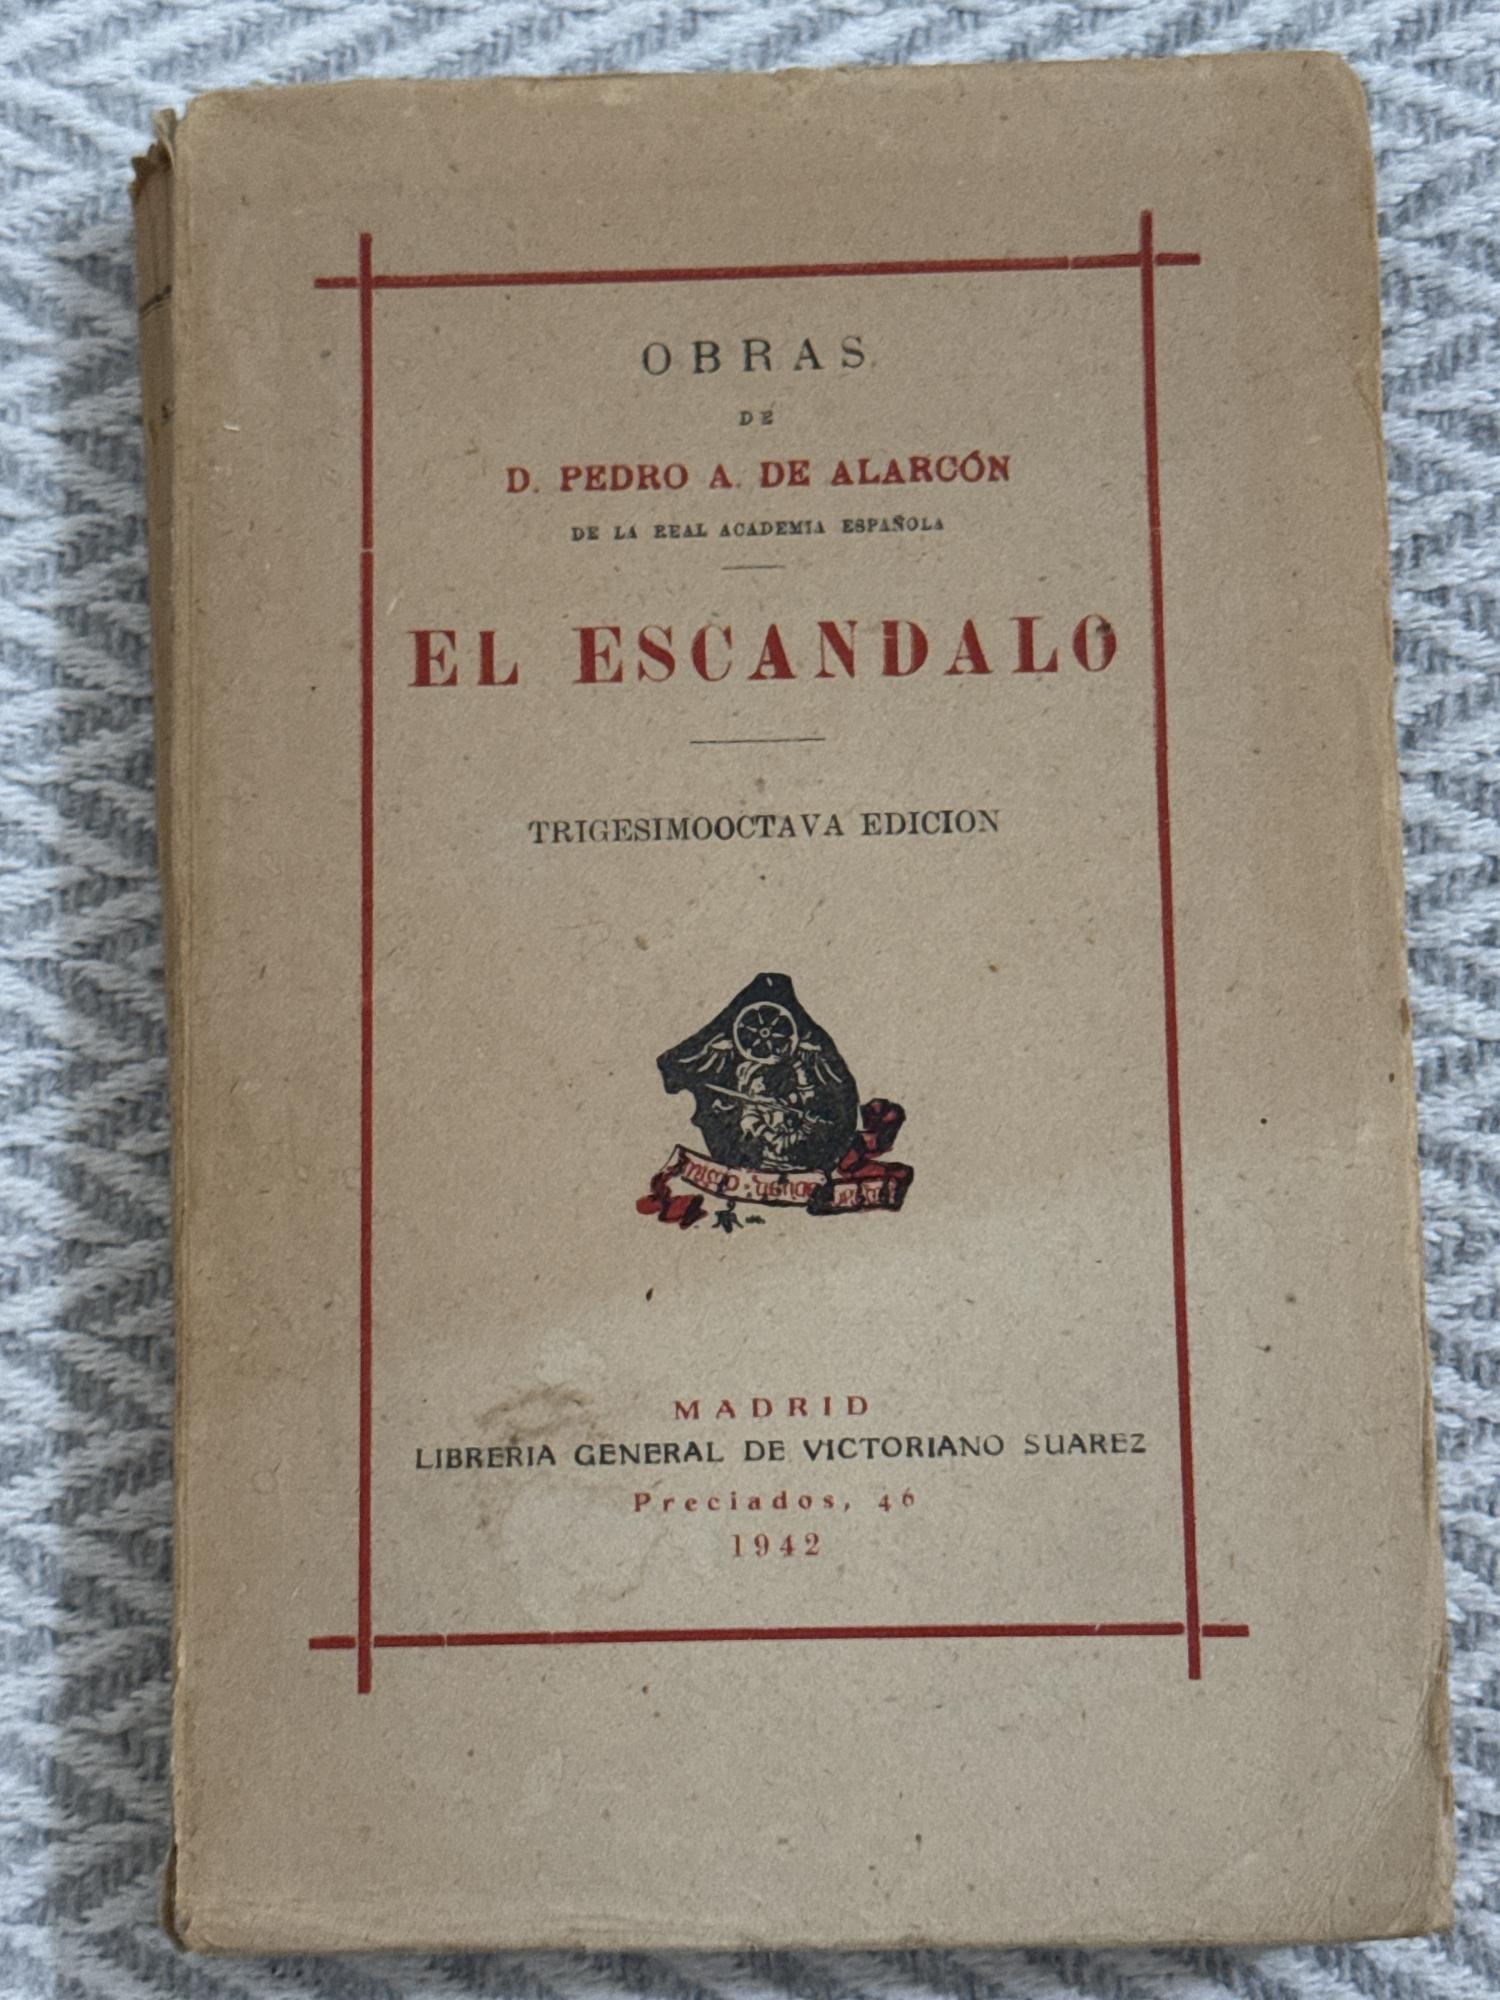 OBRAS
DE
D. PEDRO A. DE ALARCÓN
DE LA REAL ACADEMIA ESPAÑOLA
EL ESCANDALO
TRIGESIMOOCTAVA EDICION
MADRID
LIBRERIA GENERAL DE VICTORIANO SUAREZ
Preciados, 46
1942